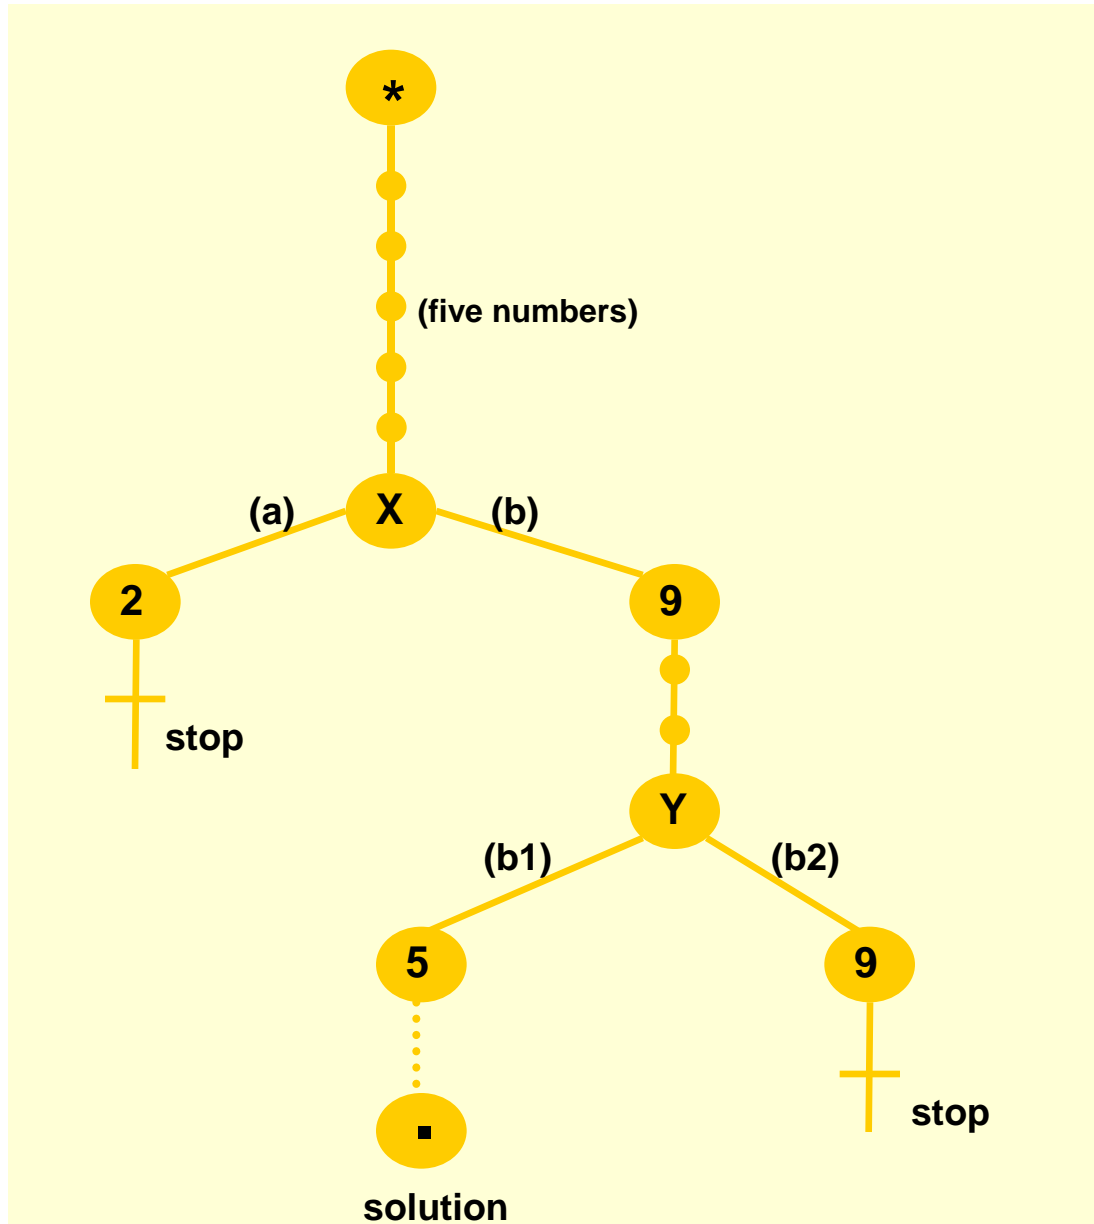 *
(five numbers)
(a) X (b)
2 9
stop
Y
(b1) (b2)
5 9
stop
solution